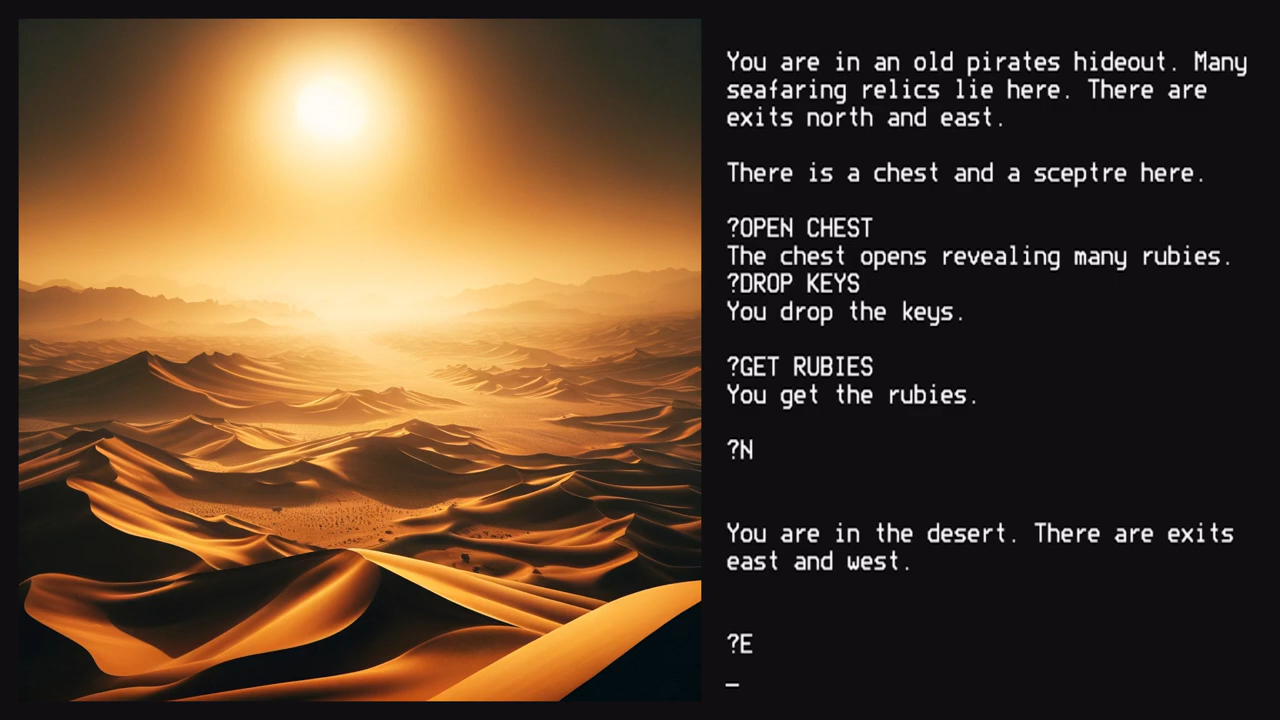 You are in an old pirates hideout. Many
seafaring relics lie here. There are
exits north and east.
There is a chest and a sceptre here.
?OPEN CHEST
The chest opens revealing many rubies.
?DROP KEYS
You drop the keys.
?GET RUBIES
You get the rubies.
?N
You are in the desert. There are exits
east and west.
?E
_